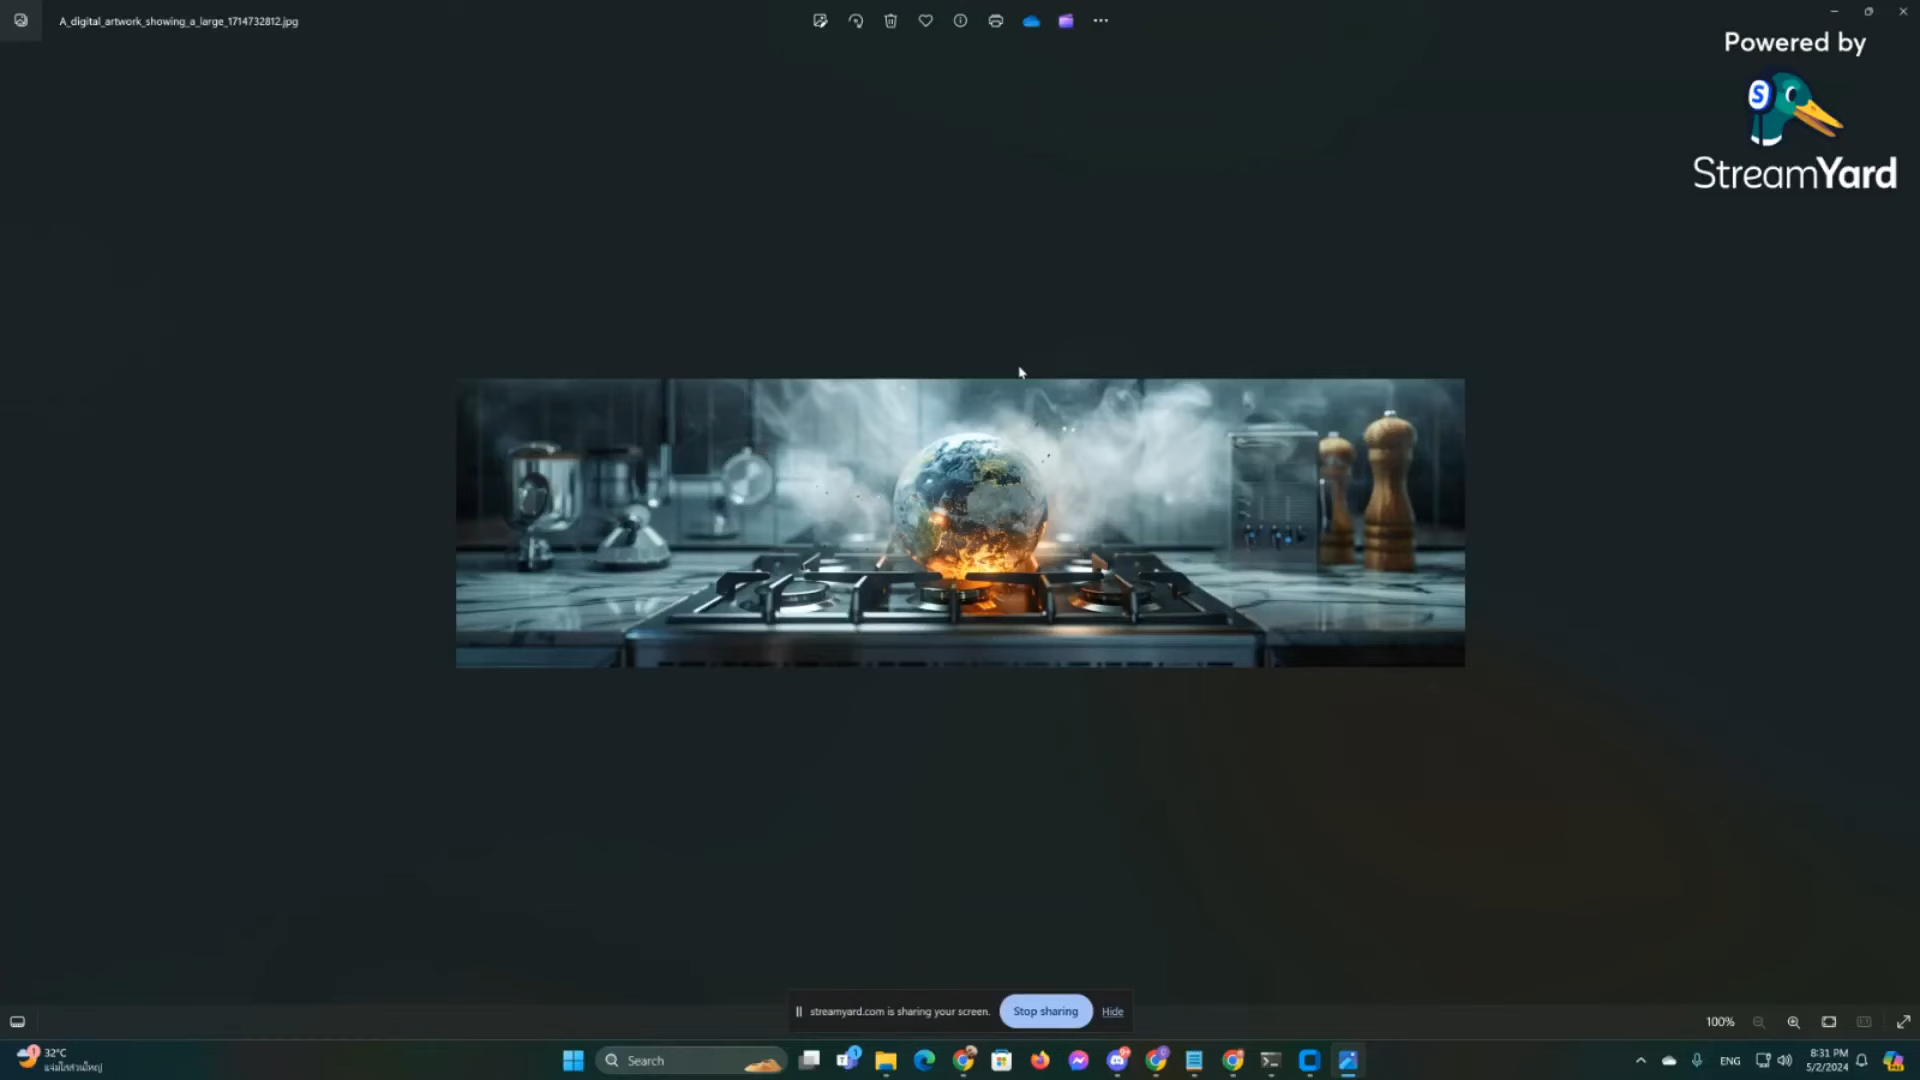 A_digital_artwork_showing_a_large_1714732812.jpg
Powered by
S
StreamYard
streamyard.com is sharing your screen.
Stop sharing
Hide
100%
32°C
Search
ENG
8:31 PM
5/2/2024